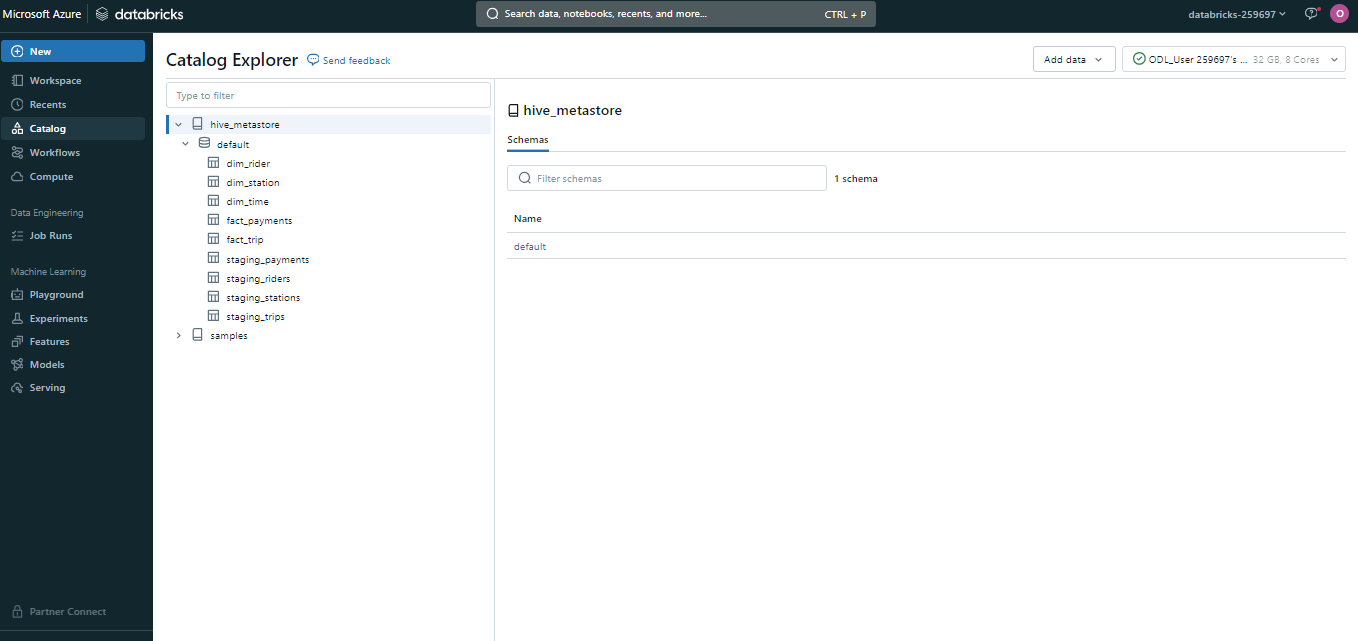 Microsoft Azure databricks
Search data, notebooks, recents, and more... CTRL + P
databricks-259697
O
New
Workspace
Recents
Catalog
Workflows
Compute
Data Engineering
Job Runs
Machine Learning
Playground
Experiments
Features
Models
Serving
Partner Connect
Catalog Explorer Send feedback
Add data
ODL_User 259697's ... 32 GB, 8 Cores
Type to filter
hive_metastore
default
dim_rider
dim_station
dim_time
fact_payments
fact_trip
staging_payments
staging_riders
staging_stations
staging_trips
samples
hive_metastore
Schemas
Filter schemas 1 schema
Name
default